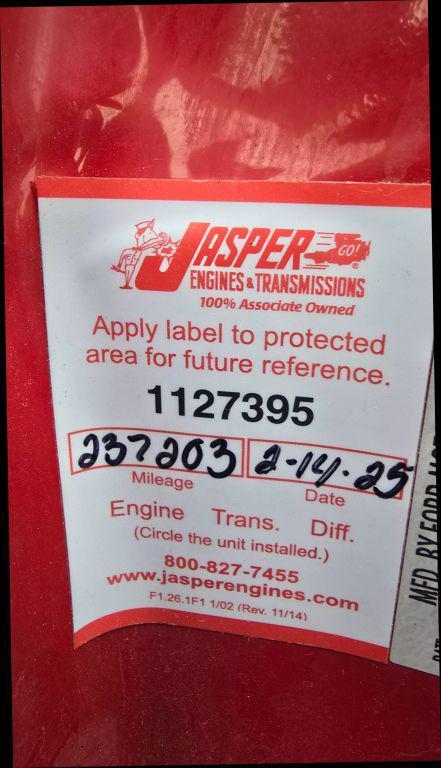 JASPER
GO!
®
ENGINES & TRANSMISSIONS
100% Associate Owned
Apply label to protected
area for future reference.
1127395
237203 2-14-25
Mileage Date
Engine Trans. Diff.
(Circle the unit installed.)
800-827-7455
www.jasperengines.com
F1.26.1F1 1/02 (Rev. 11/14)
MFD. BY FORD